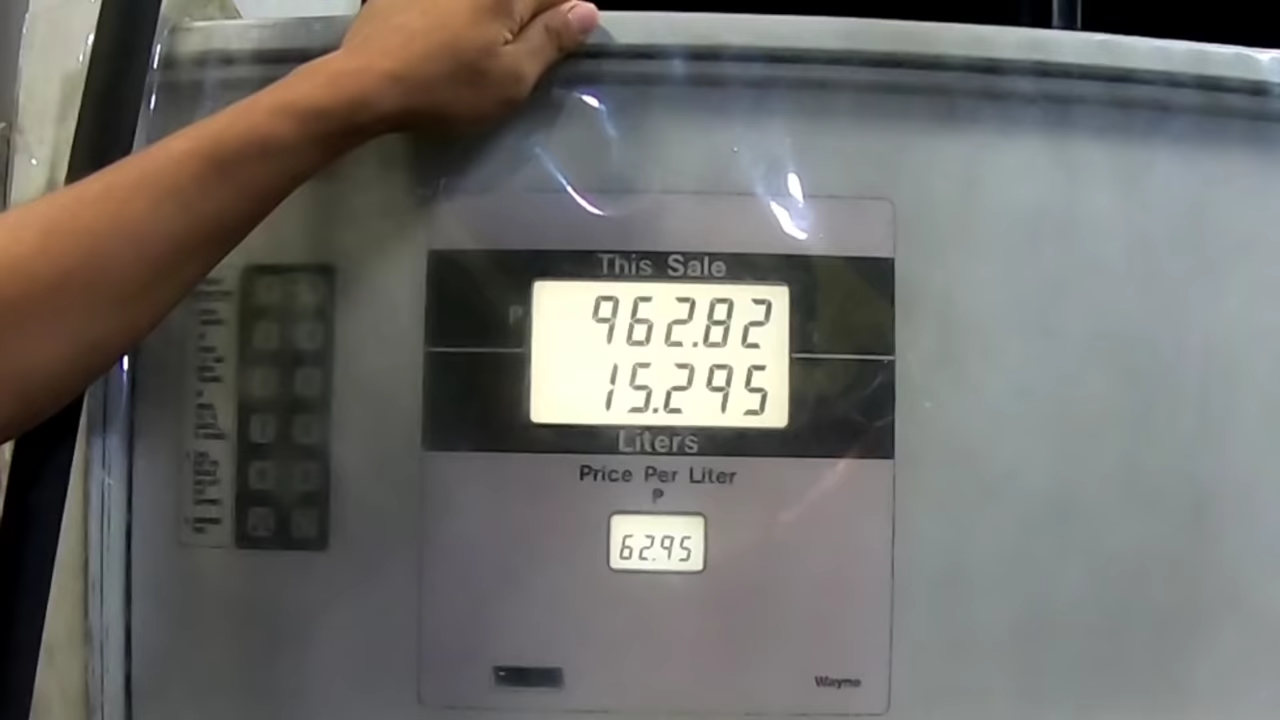 This Sale
P 962.82
15.295
Liters
Price Per Liter
P
62.95
Wayne